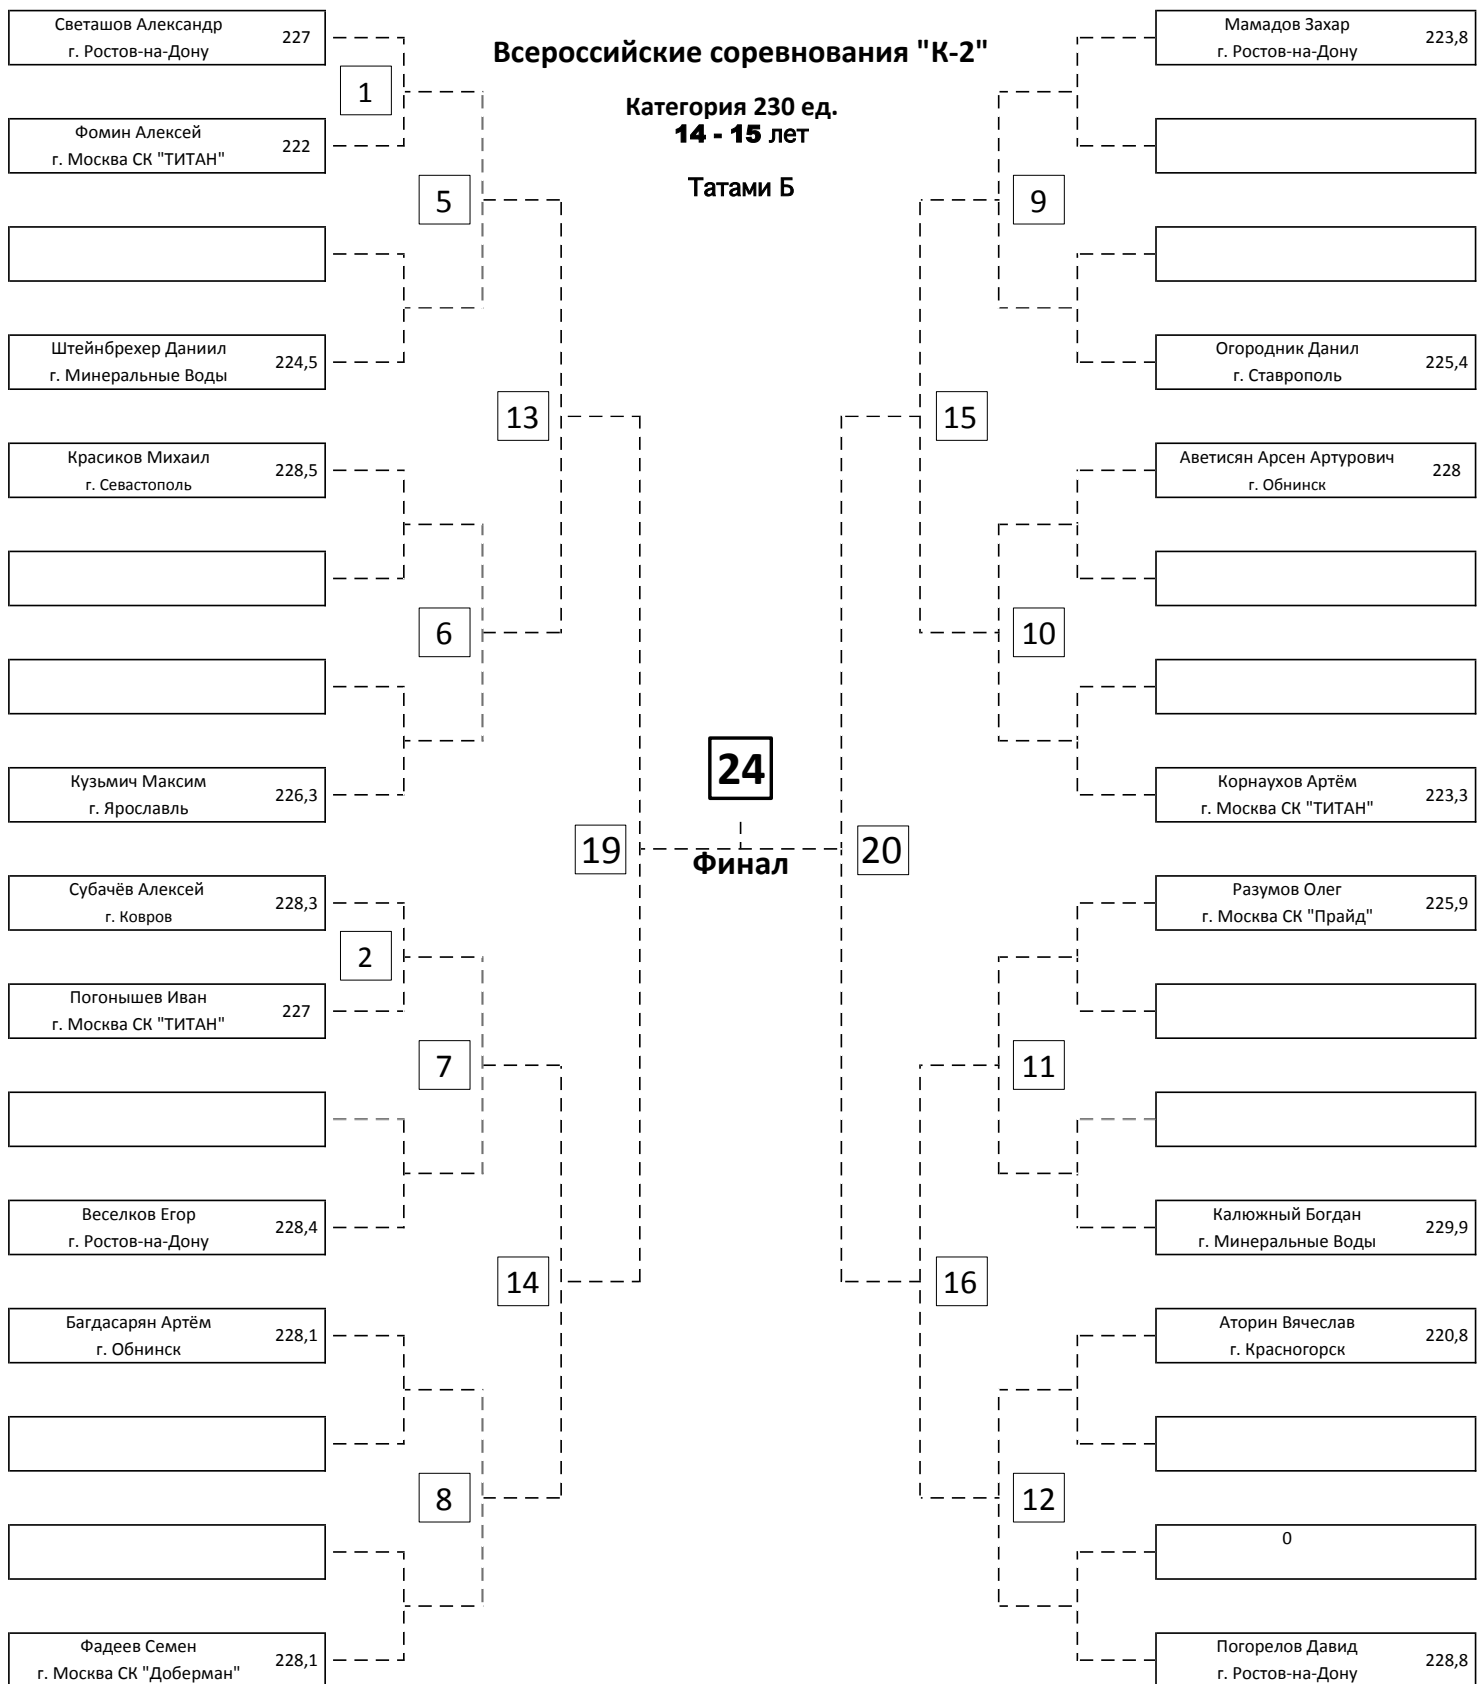 Всероссийские соревнования "К-2"
Категория 230 ед.
14 - 15 лет
Татами Б
Светашов Александр
г. Ростов-на-Дону
227
1
Фомин Алексей
г. Москва СК "ТИТАН"
222
5
Штейнбрехер Даниил
г. Минеральные Воды
224,5
13
Красиков Михаил
г. Севастополь
228,5
6
Кузьмич Максим
г. Ярославль
226,3
19
Субачёв Алексей
г. Ковров
228,3
2
Погонышев Иван
г. Москва СК "ТИТАН"
227
7
Веселков Егор
г. Ростов-на-Дону
228,4
14
Багдасарян Артём
г. Обнинск
228,1
8
Фадеев Семен
г. Москва СК "Доберман"
228,1
24
Финал
Мамадов Захар
г. Ростов-на-Дону
223,8
9
Огородник Данил
г. Ставрополь
225,4
15
Аветисян Арсен Артурович
г. Обнинск
228
10
Корнаухов Артём
г. Москва СК "ТИТАН"
223,3
20
Разумов Олег
г. Москва СК "Прайд"
225,9
11
Калюжный Богдан
г. Минеральные Воды
229,9
16
Аторин Вячеслав
г. Красногорск
220,8
12
0
Погорелов Давид
г. Ростов-на-Дону
228,8